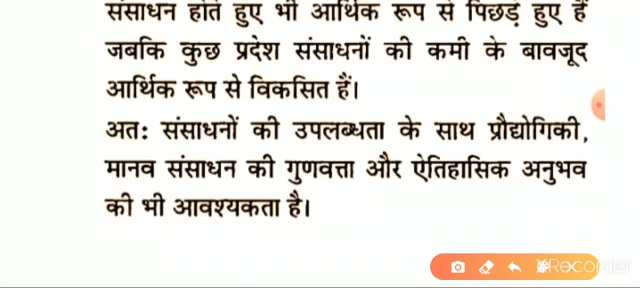 संसाधन होते हुए भी आर्थिक रूप से पिछड़े हुए हैं
जबकि कुछ प्रदेश संसाधनों की कमी के बावजूद
आर्थिक रूप से विकसित हैं।
अत: संसाधनों की उपलब्धता के साथ प्रौद्योगिकी,
मानव संसाधन की गुणवत्ता और ऐतिहासिक अनुभव
की भी आवश्यकता है।
XRecorder